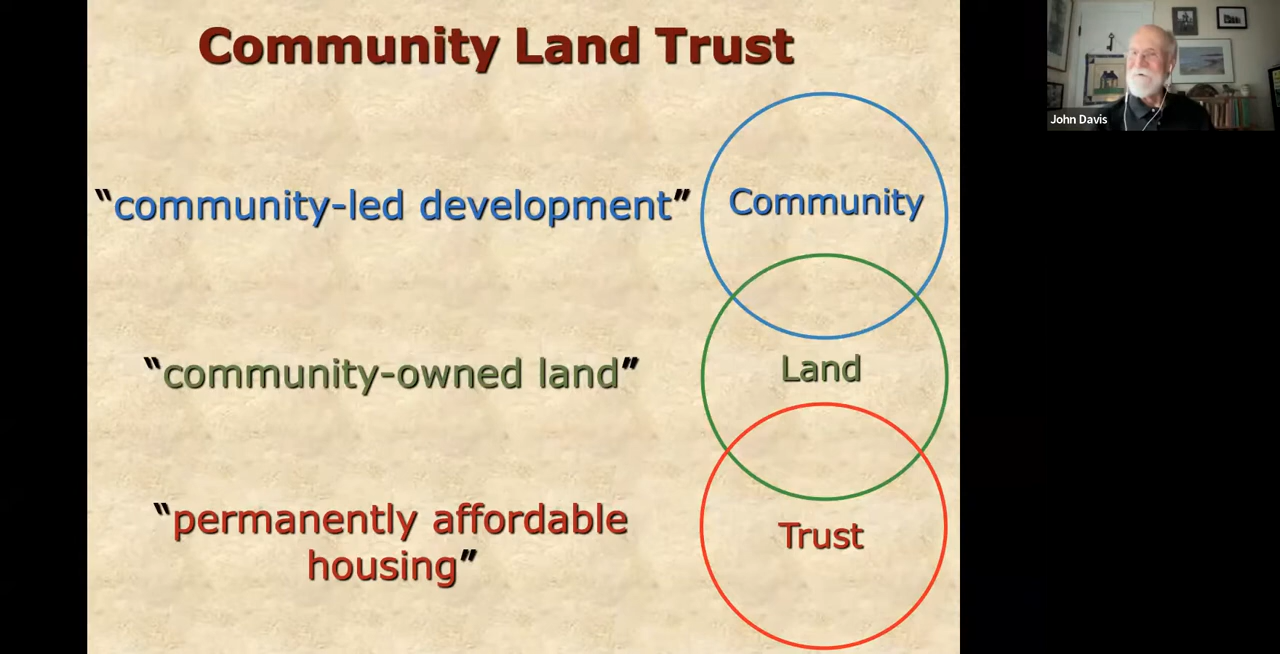 Community Land Trust
John Davis
"community-led development"
Community
"community-owned land"
Land
"permanently affordable
housing"
Trust